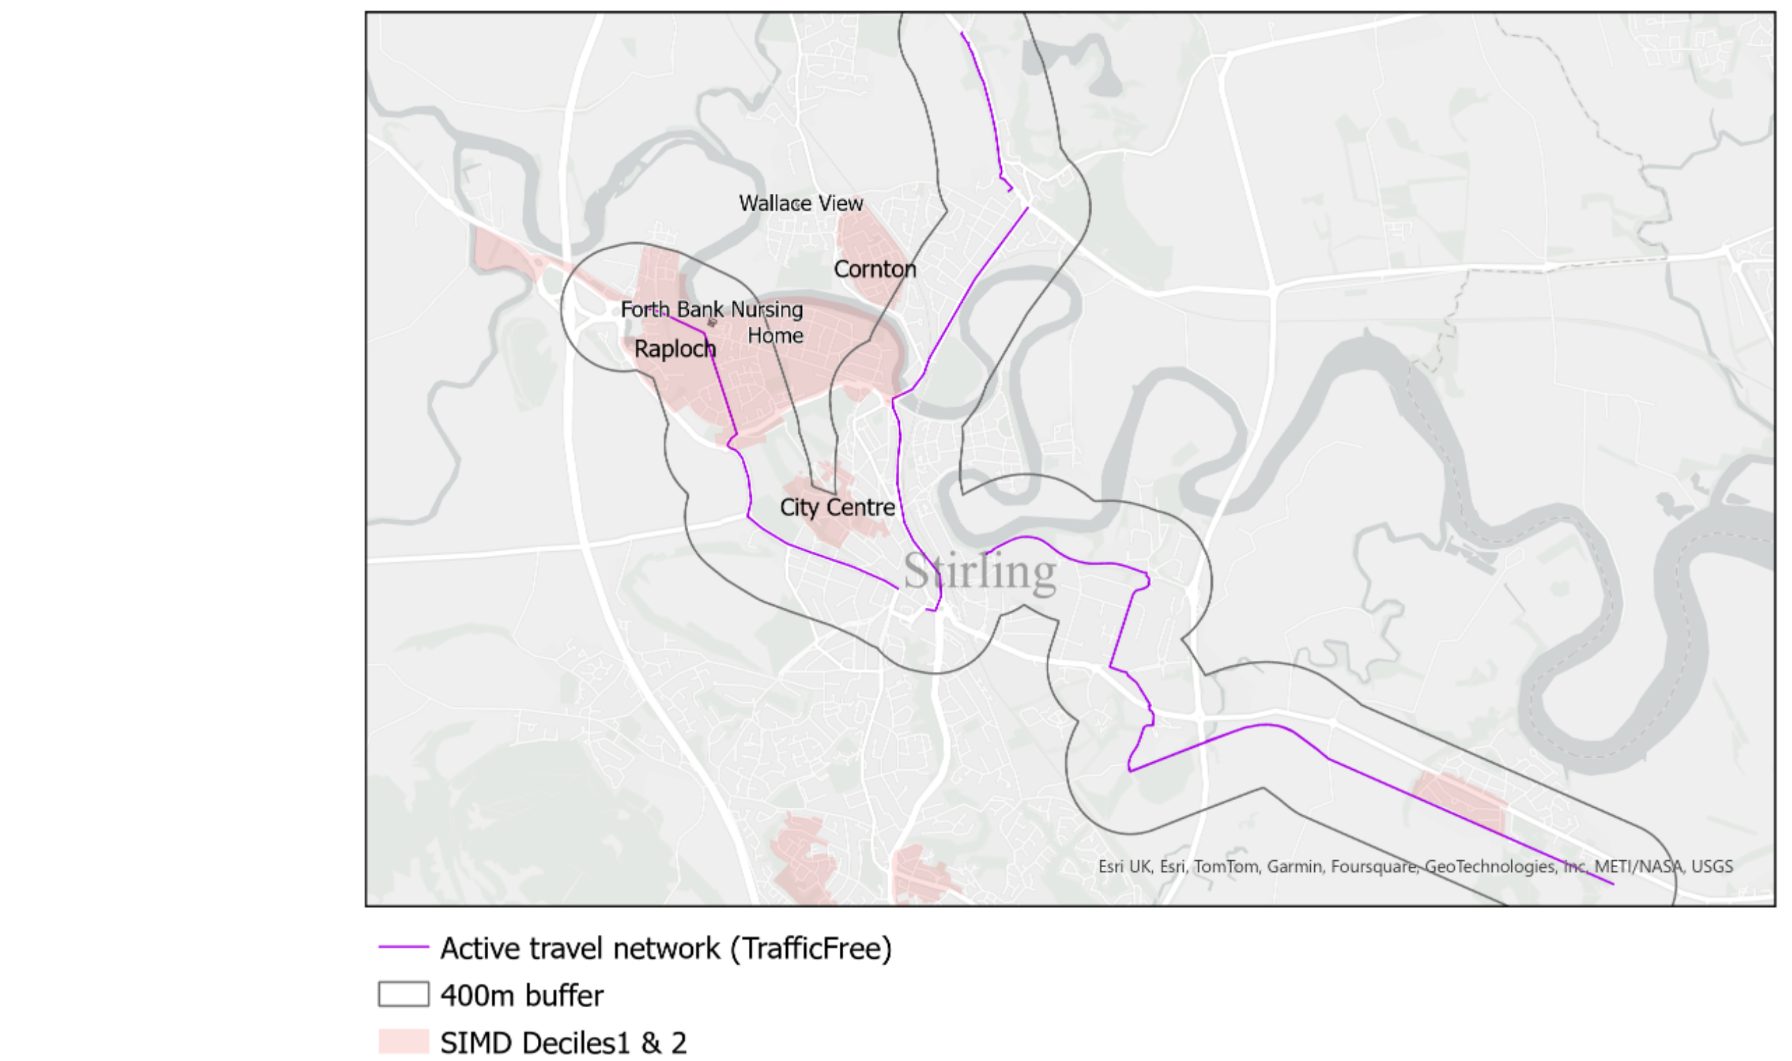 Wallace View
Cornton
Forth Bank Nursing
Home
Raploch
City Centre
Stirling
Esri UK, Esri, TomTom, Garmin, Foursquare, GeoTechnologies, Inc, METI/NASA, USGS
Active travel network (TrafficFree)
400m buffer
SIMD Deciles1 & 2